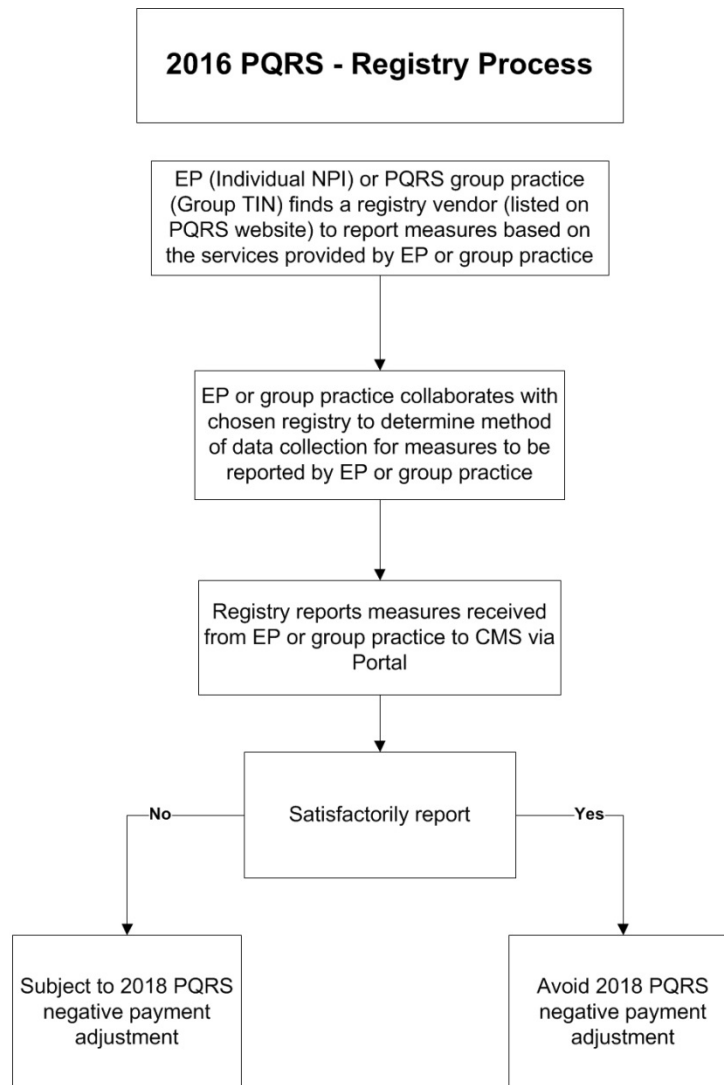 2016 PQRS - Registry Process
EP (Individual NPI) or PQRS group practice
(Group TIN) finds a registry vendor (listed on
PQRS website) to report measures based on
the services provided by EP or group practice
EP or group practice collaborates with
chosen registry to determine method
of data collection for measures to be
reported by EP or group practice
Registry reports measures received
from EP or group practice to CMS via
Portal
Satisfactorily report
No
Yes
Subject to 2018 PQRS
negative payment
adjustment
Avoid 2018 PQRS
negative payment
adjustment